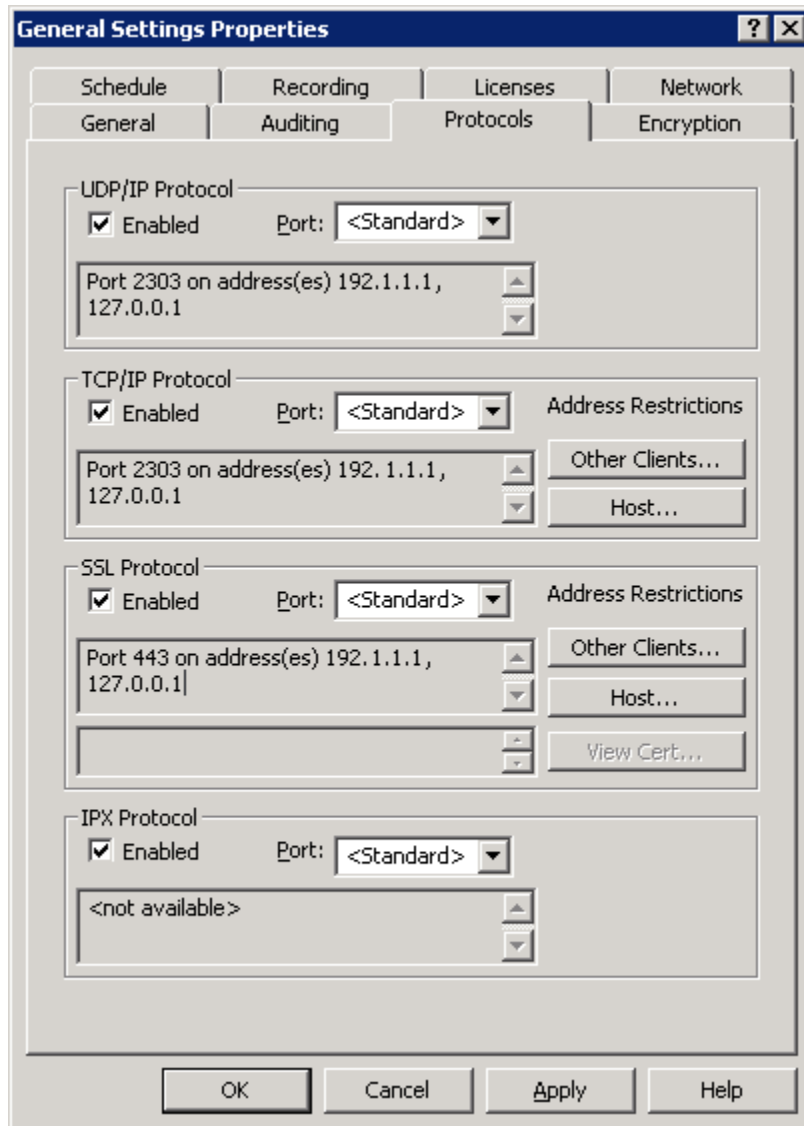 General Settings Properties
Schedule Recording Licenses Network
General Auditing Protocols Encryption
UDP/IP Protocol
Enabled Port: <Standard>
Port 2303 on address(es) 192.1.1.1,
127.0.0.1
TCP/IP Protocol
Enabled Port: <Standard> Address Restrictions
Port 2303 on address(es) 192. 1.1.1,
127.0.0.1
Other Clients...
Host...
SSL Protocol
Enabled Port: <Standard> Address Restrictions
Port 443 on address(es) 192.1.1.1,
127.0.0.1
Other Clients...
Host...
View Cert...
IPX Protocol
Enabled Port: <Standard>
<not available>
OK Cancel Apply Help